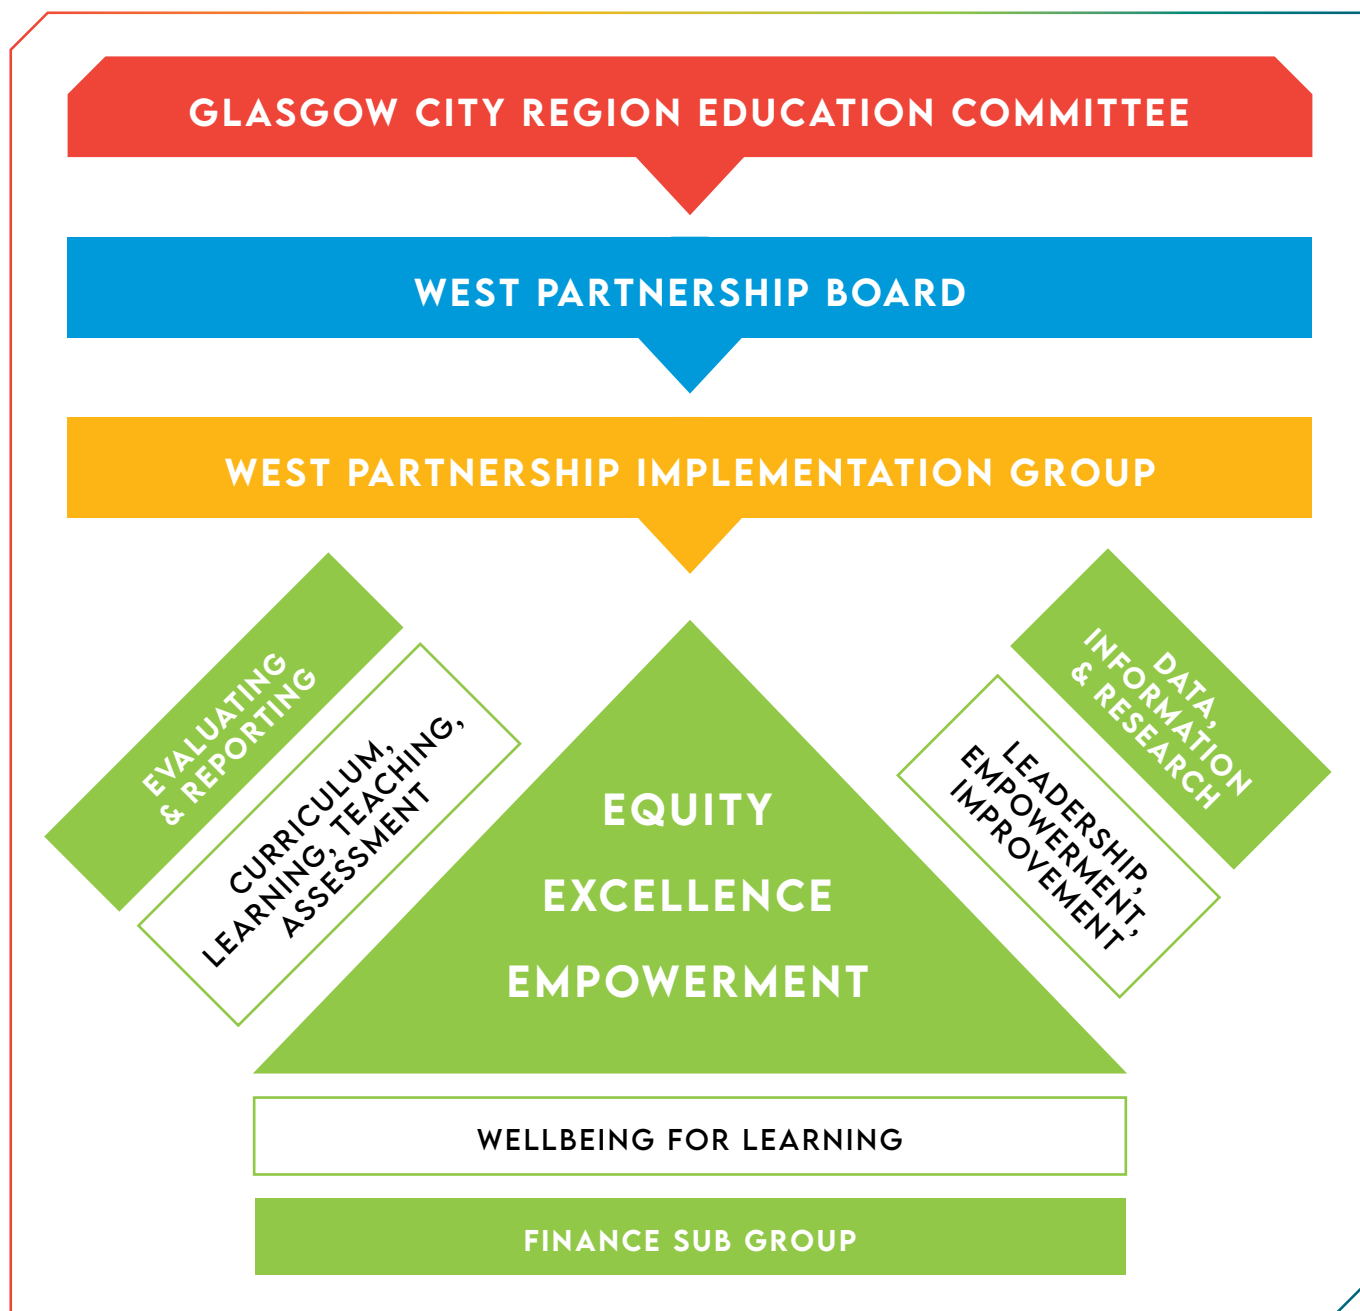 GLASGOW CITY REGION EDUCATION COMMITTEE
WEST PARTNERSHIP BOARD
WEST PARTNERSHIP IMPLEMENTATION GROUP
EVALUATING
& REPORTING
CURRICULUM,
LEARNING, TEACHING,
ASSESSMENT
EQUITY
EXCELLENCE
EMPOWERMENT
DATA,
INFORMATION
& RESEARCH
LEADERSHIP,
EMPOWERMENT,
IMPROVEMENT
WELLBEING FOR LEARNING
FINANCE SUB GROUP